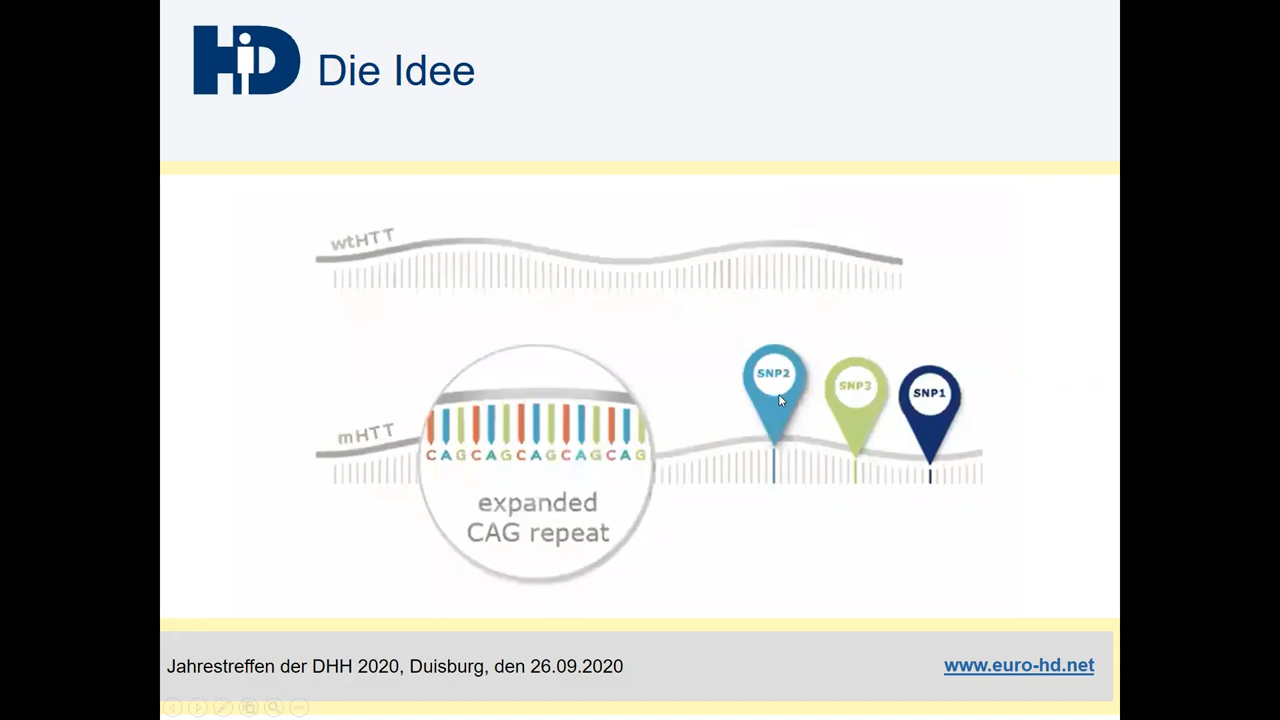 HD Die Idee
wtHTT
SNP2
SNP3
SNP1
mHTT
CAGCAGCAGCAGCAG
expanded
CAG repeat
Jahrestreffen der DHH 2020, Duisburg, den 26.09.2020
www.euro-hd.net